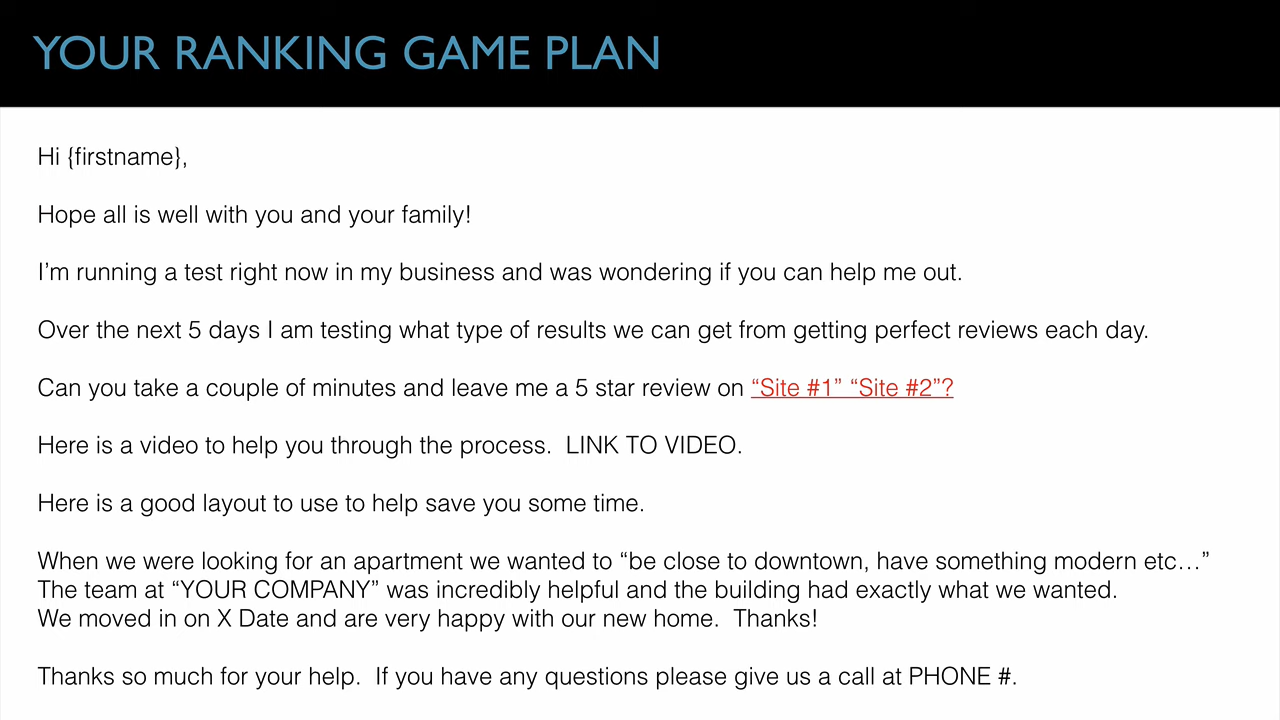 YOUR RANKING GAME PLAN
Hi {firstname},
Hope all is well with you and your family!
I’m running a test right now in my business and was wondering if you can help me out.
Over the next 5 days I am testing what type of results we can get from getting perfect reviews each day.
Can you take a couple of minutes and leave me a 5 star review on “Site #1” “Site #2”?
Here is a video to help you through the process.  LINK TO VIDEO.
Here is a good layout to use to help save you some time.
When we were looking for an apartment we wanted to “be close to downtown, have something modern etc…”
The team at “YOUR COMPANY” was incredibly helpful and the building had exactly what we wanted.
We moved in on X Date and are very happy with our new home.  Thanks!
Thanks so much for your help.  If you have any questions please give us a call at PHONE #.